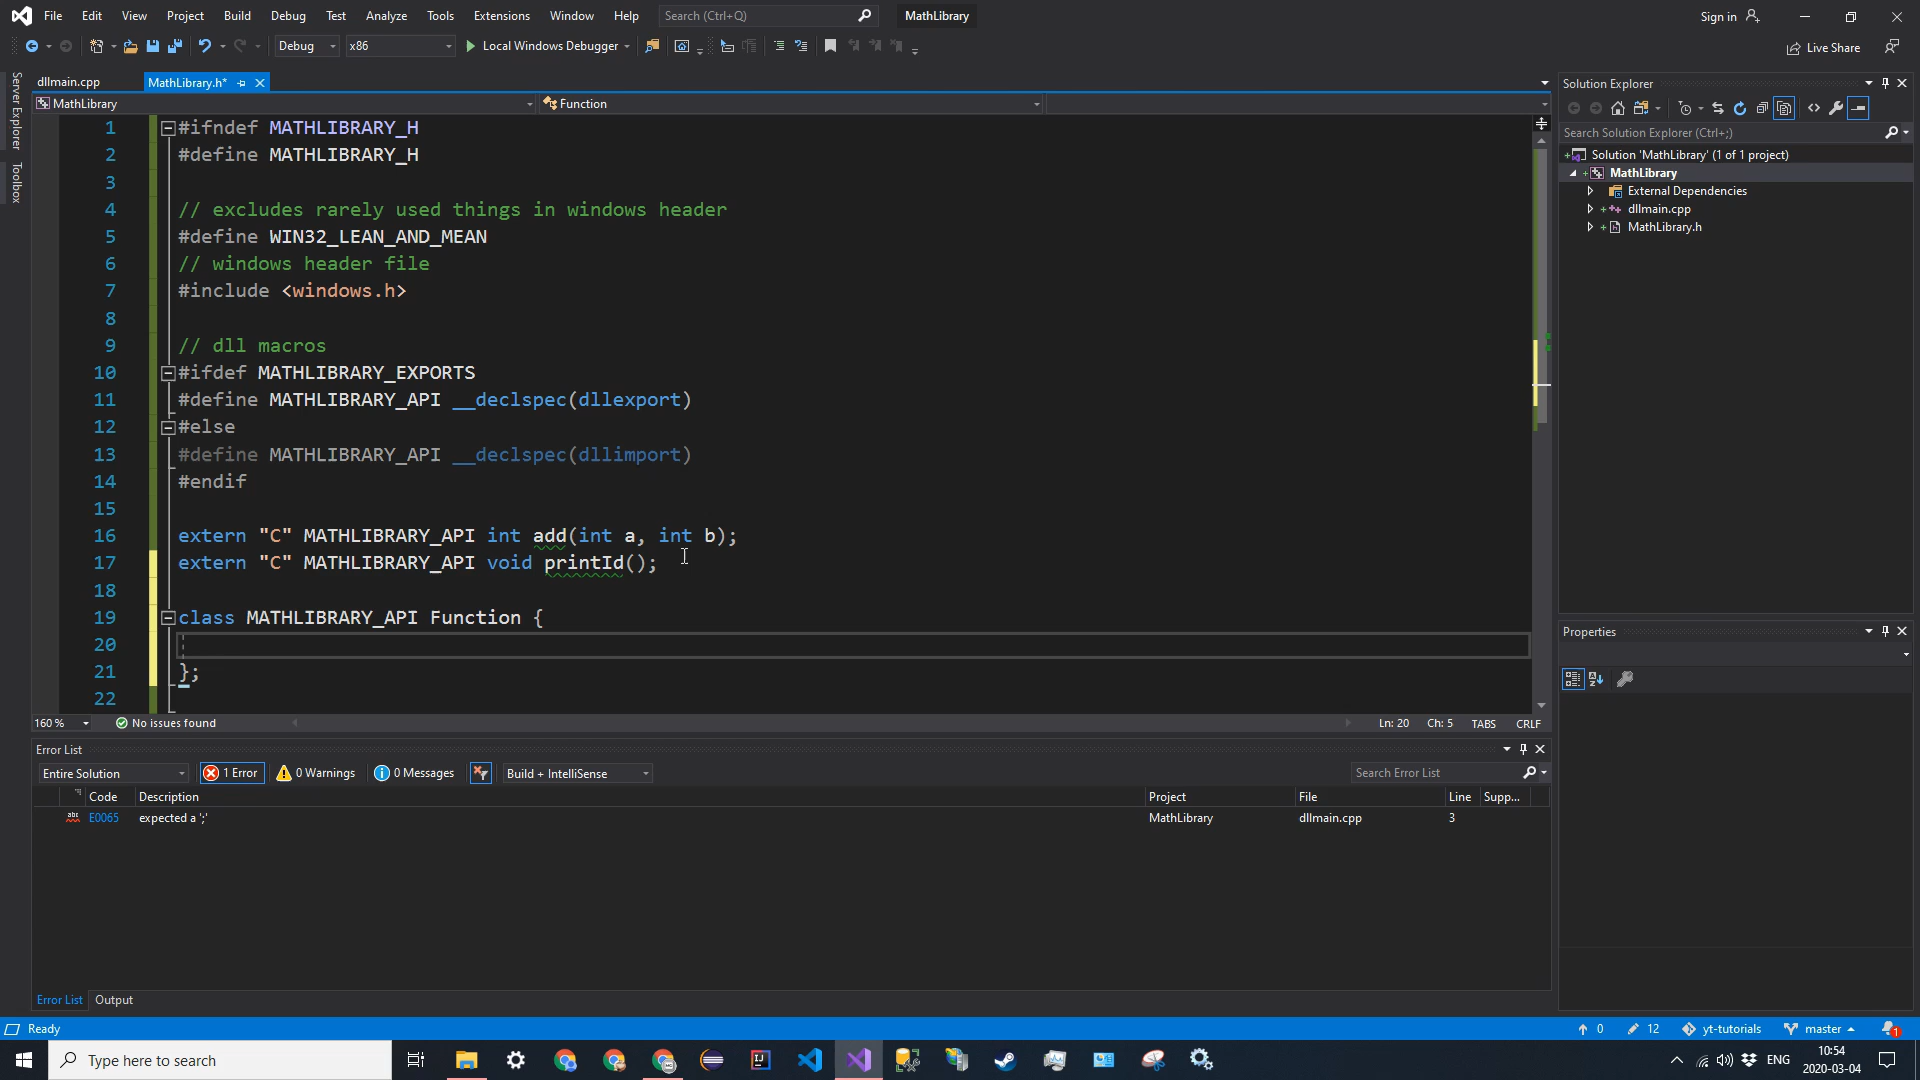 File Edit View Project Build Debug Test Analyze Tools Extensions Window Help Search (Ctrl+Q) MathLibrary Sign in
Debug x86 Local Windows Debugger Live Share
Server Explorer
Toolbox
dllmain.cpp MathLibrary.h*
MathLibrary Function
1 #ifndef MATHLIBRARY_H
2 #define MATHLIBRARY_H
3
4 // excludes rarely used things in windows header
5 #define WIN32_LEAN_AND_MEAN
6 // windows header file
7 #include <windows.h>
8
9 // dll macros
10 #ifdef MATHLIBRARY_EXPORTS
11 #define MATHLIBRARY_API __declspec(dllexport)
12 #else
13 #define MATHLIBRARY_API __declspec(dllimport)
14 #endif
15
16 extern "C" MATHLIBRARY_API int add(int a, int b);
17 extern "C" MATHLIBRARY_API void printId();
18
19 class MATHLIBRARY_API Function {
20
21 };
22
160 % No issues found Ln: 20 Ch: 5 TABS CRLF
Error List
Entire Solution 1 Error 0 Warnings 0 Messages Build + IntelliSense Search Error List
Code Description Project File Line Supp...
abc E0065 expected a ';' MathLibrary dllmain.cpp 3
Error List Output
Solution Explorer
Search Solution Explorer (Ctrl+;)
Solution 'MathLibrary' (1 of 1 project)
MathLibrary
External Dependencies
dllmain.cpp
MathLibrary.h
Properties
Ready 0 12 yt-tutorials master 1
Type here to search ENG 10:54
2020-03-04